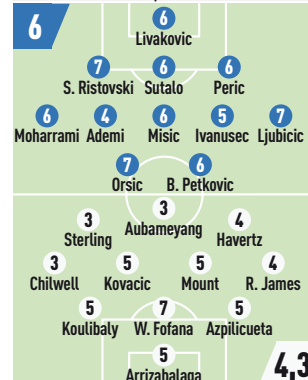 6
6
Livakovic
7 6 6
S. Ristovski Sutalo Peric
6 4 6 5 7
Moharrami Ademi Misic Ivanusec Ljubicic
7 6
Orsic B. Petkovic
3 3 4
Sterling Aubameyang Havertz
3 5 5 4
Chilwell Kovacic Mount R. James
5 7 5
Koulibaly W. Fofana Azpilicueta
5 4,3
Arrizabalaga